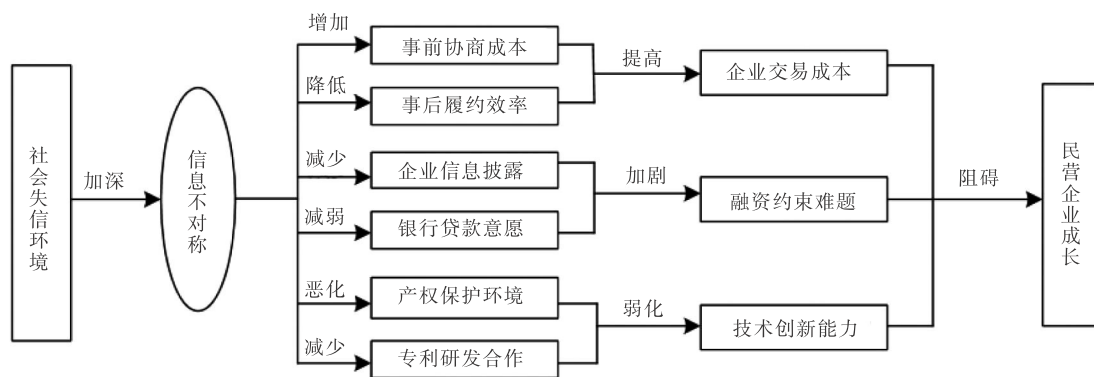 社会失信环境
加深
信息不对称
增加
事前协商成本
降低
事后履约效率
提高
企业交易成本
减少
企业信息披露
减弱
银行贷款意愿
加剧
融资约束难题
恶化
产权保护环境
减少
专利研发合作
弱化
技术创新能力
阻碍
民营企业成长